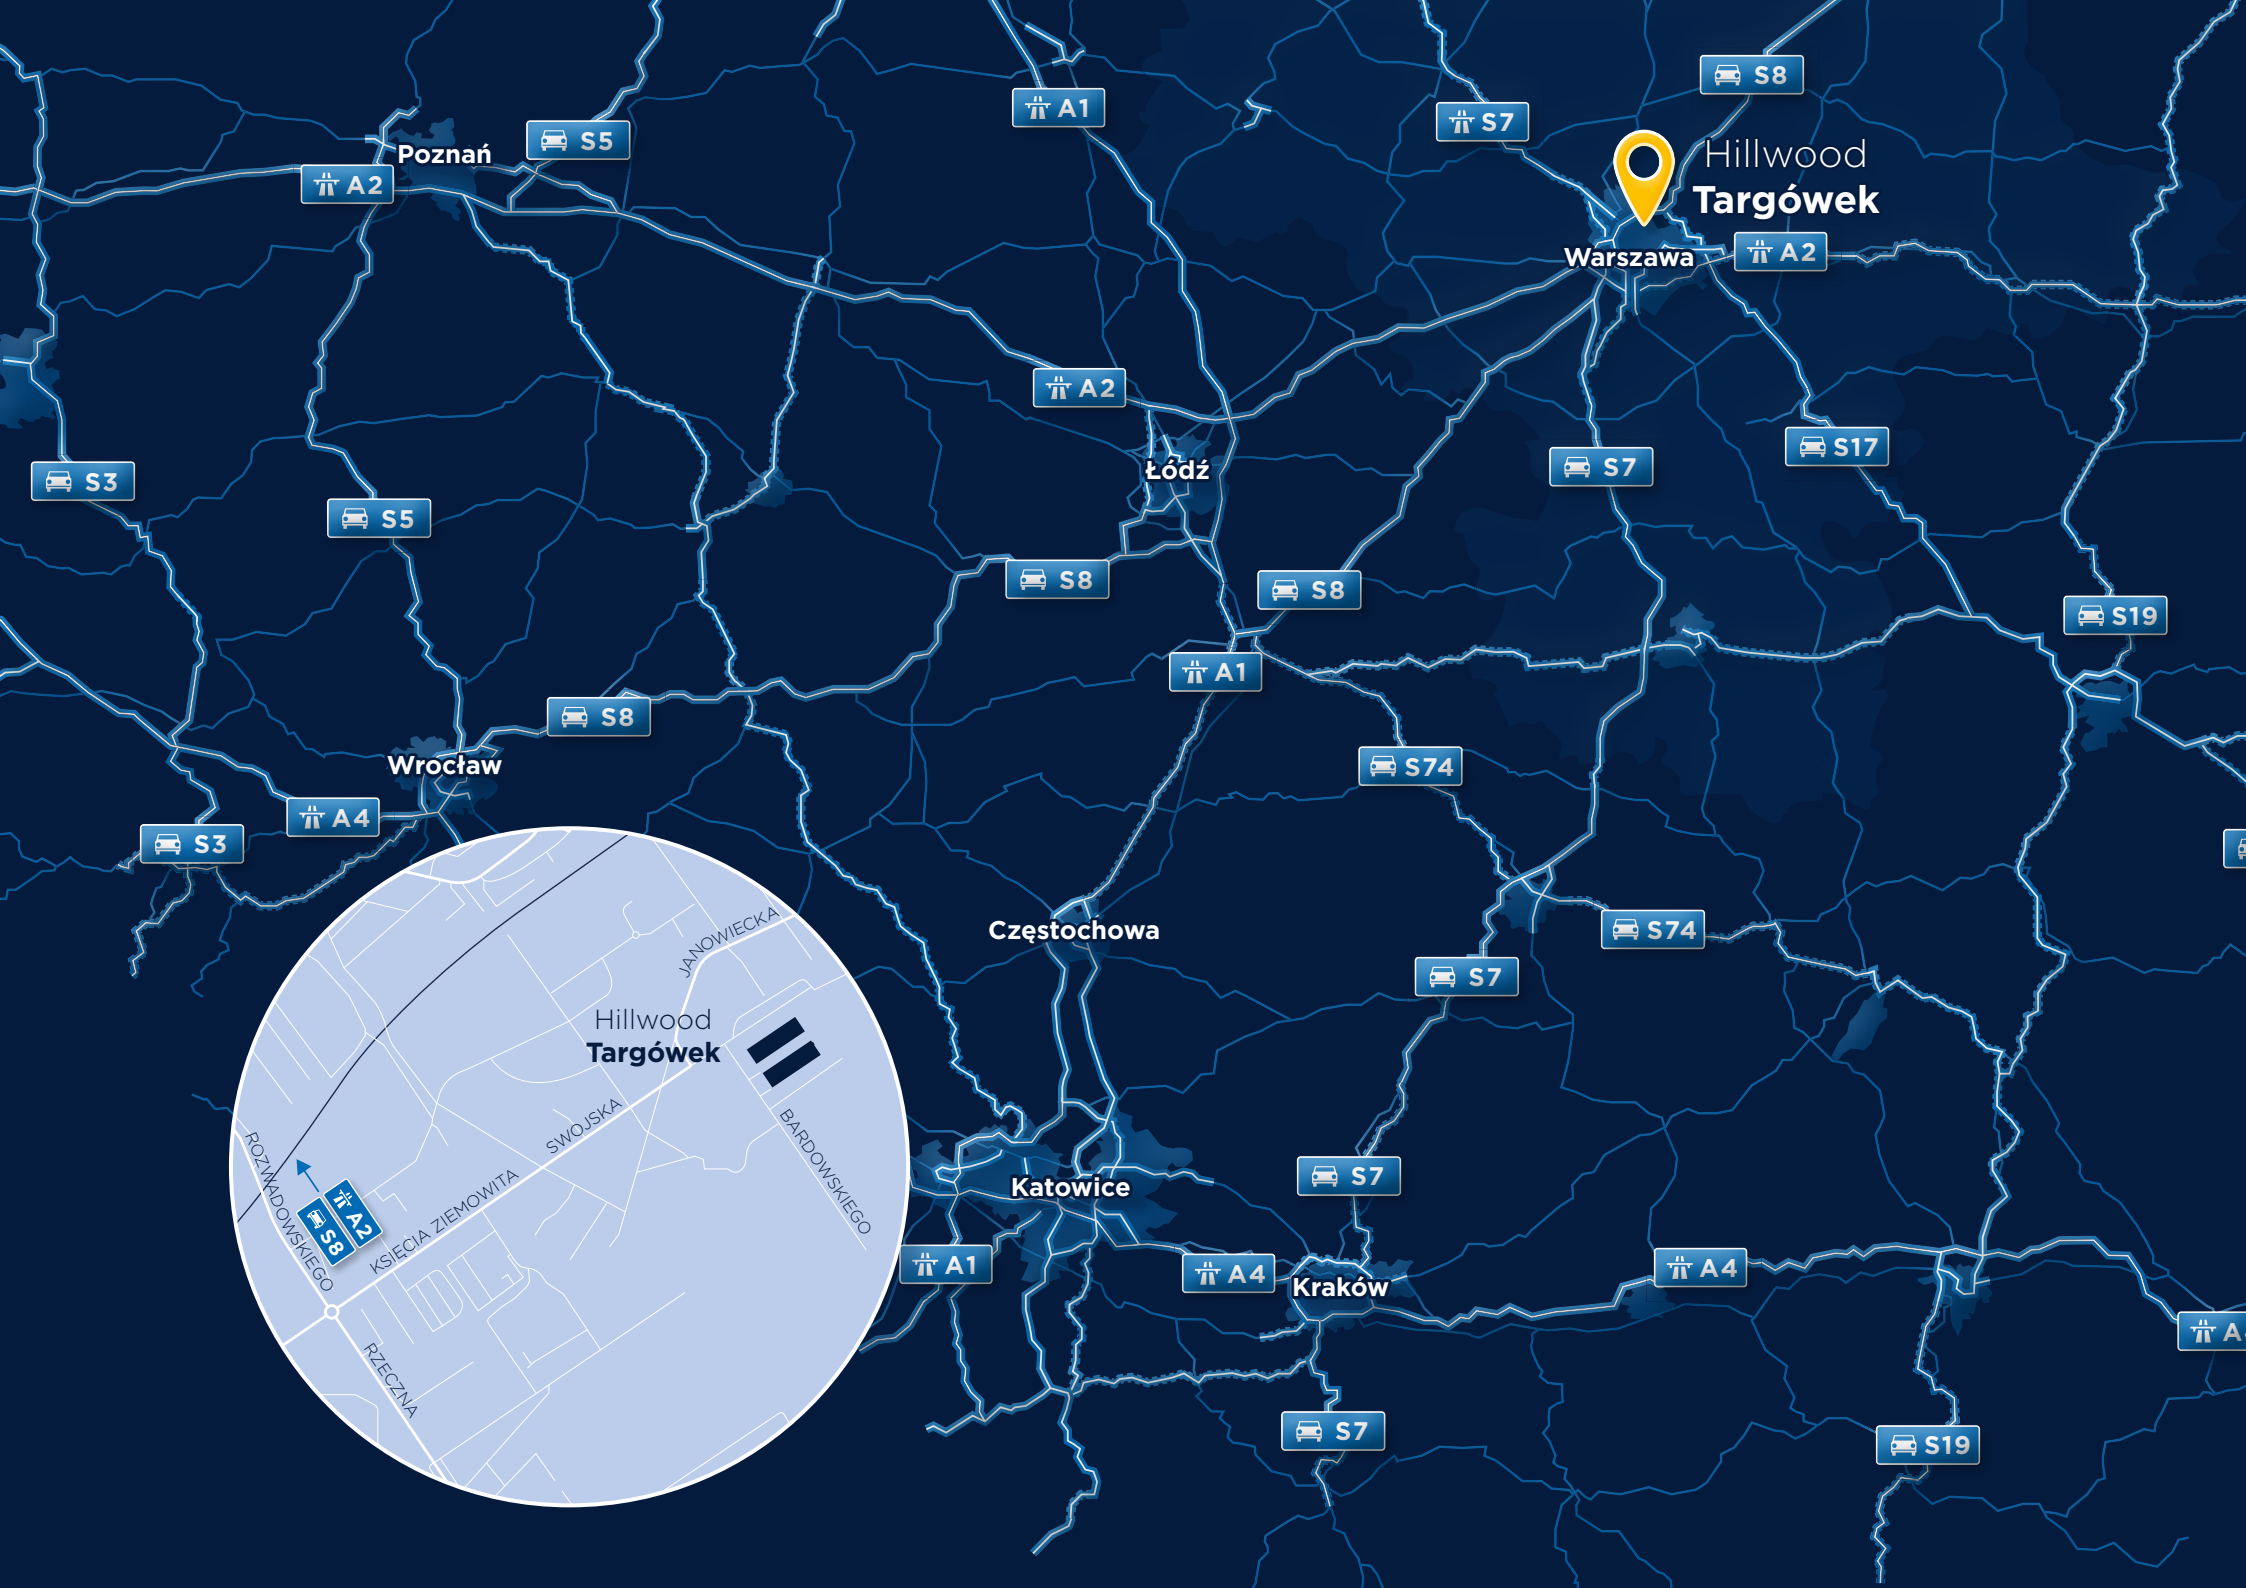 S8
A1
S7
S5
Poznań
A2
Hillwood
Targówek
Warszawa
A2
A2
S17
S7
Łódź
S3
S5
S8
S8
S19
A1
S8
Wrocław
S74
A4
S3
Częstochowa
S74
S7
JANOWIECKA
Hillwood
Targówek
SWOJSKA
BARDOWSKIEGO
ROZWADOWSKIEGO
A2
S8
KSIĘCIA ZIEMOWITA
RZECZNA
Katowice
S7
A1
A4
Kraków
A4
A
S7
S19